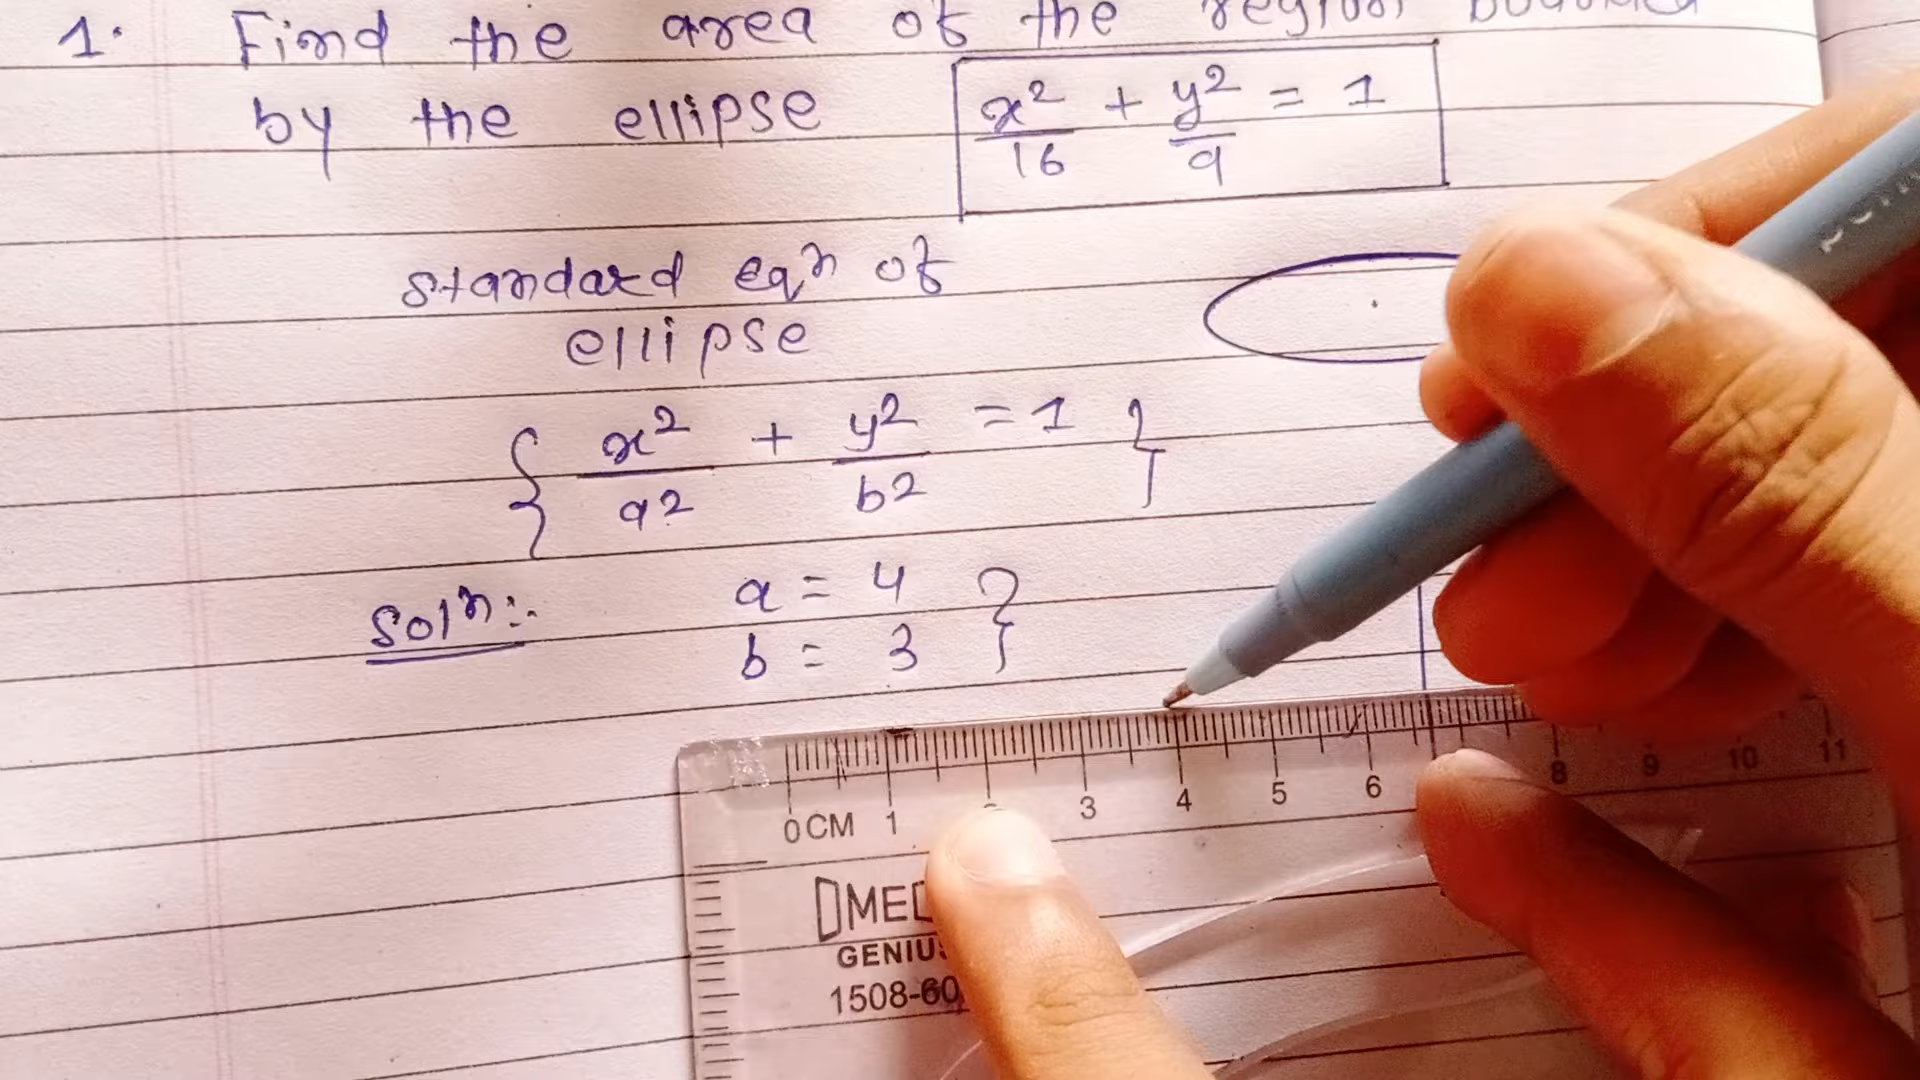 1. Find the area of the region bounded
by the ellipse x²/16 + y²/9 = 1
standard eqn of
ellipse
{ x²/a² + y²/b² = 1 }
Soln:- a = 4 }
b = 3
0CM 1 3 4 5 6 8 9 10 11
GENIUS
1508-60